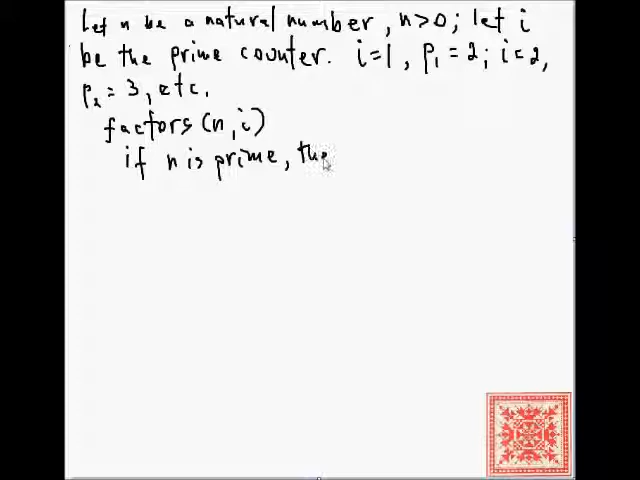 Let n be a natural number, n>0; let i
be the prime counter. i=1, p₁=2; i=2,
p₂=3, etc.
factors(n,i)
if n is prime, the